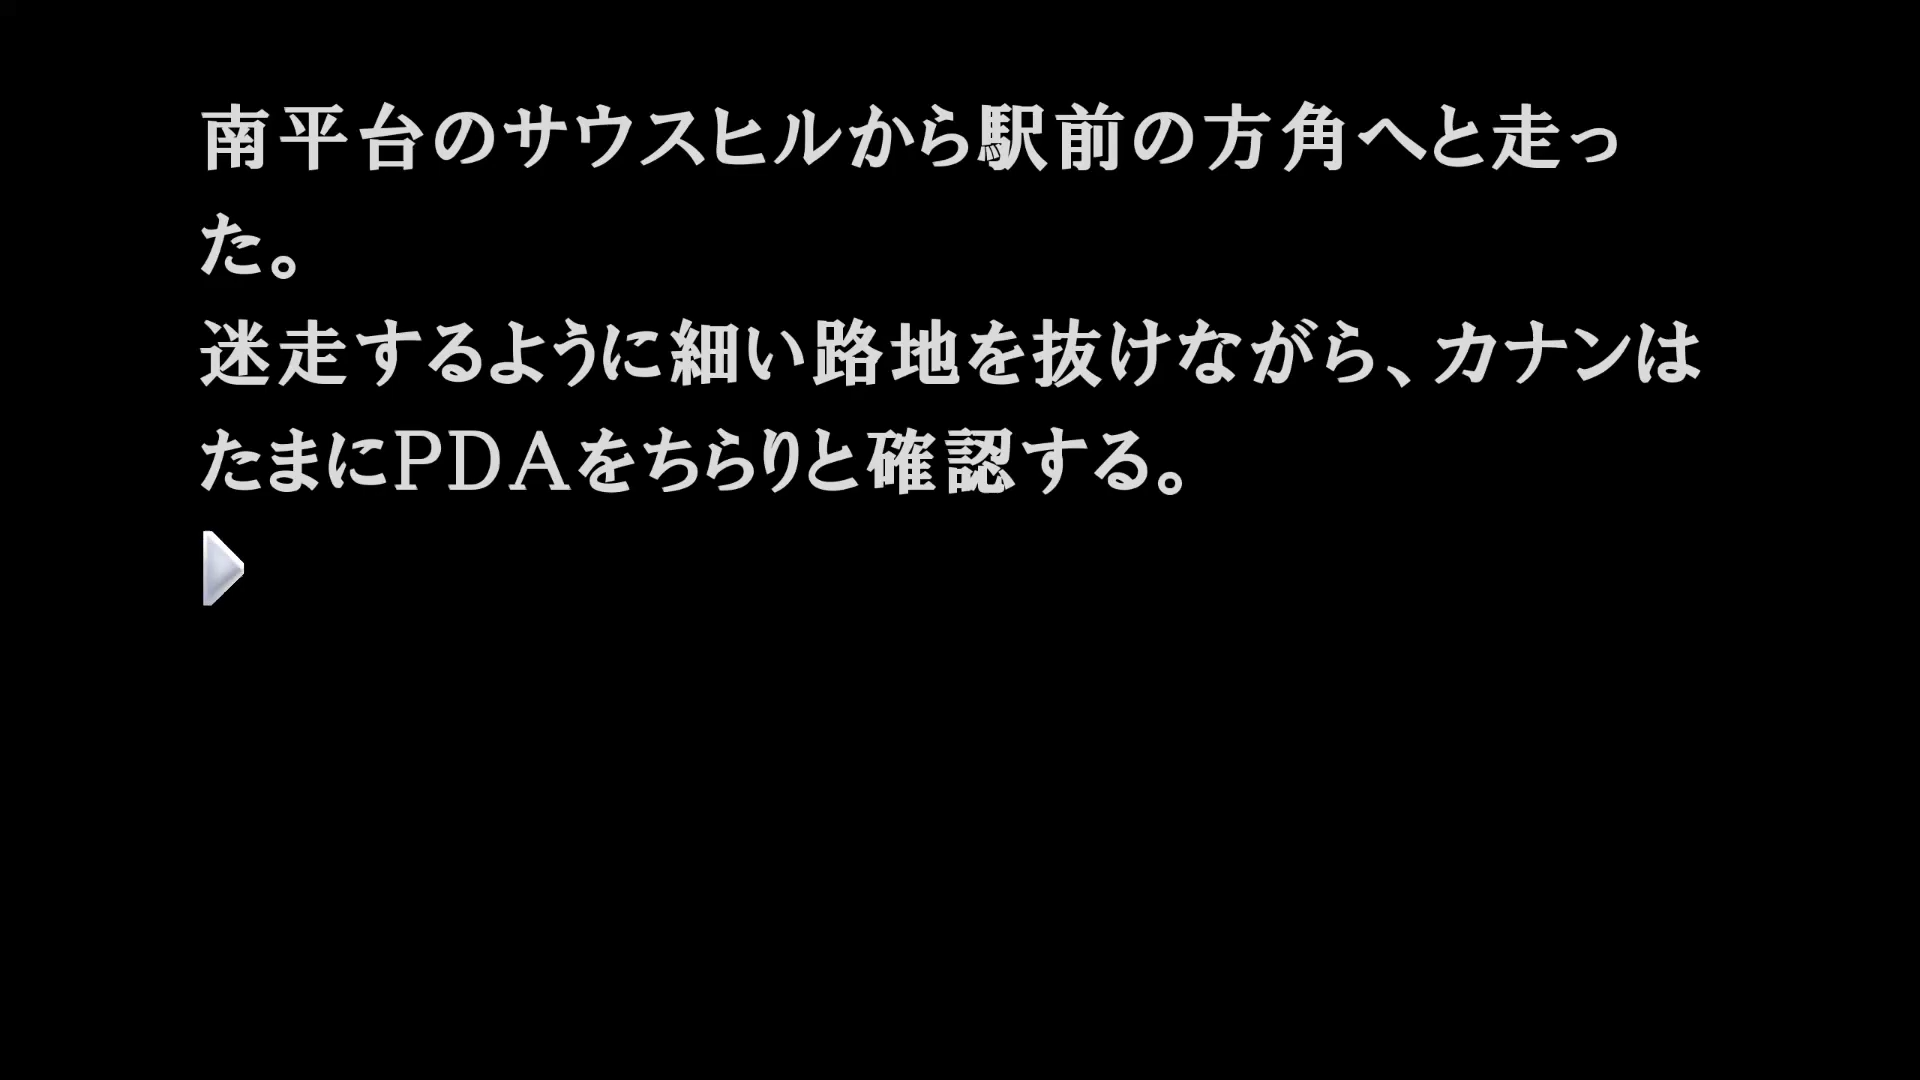 南平台のサウスヒルから駅前の方角へと走っ
た。
迷走するように細い路地を抜けながら、カナンは
たまにＰＤＡをちらりと確認する。